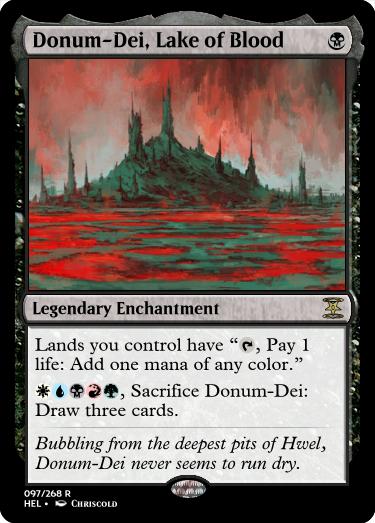 Donum-Dei, Lake of Blood
Legendary Enchantment
Lands you control have “, Pay 1
life: Add one mana of any color.”
, Sacrifice Donum-Dei:
Draw three cards.
Bubbling from the deepest pits of Hwel,
Donum-Dei never seems to run dry.
097/268 R
HEL • Chriscold